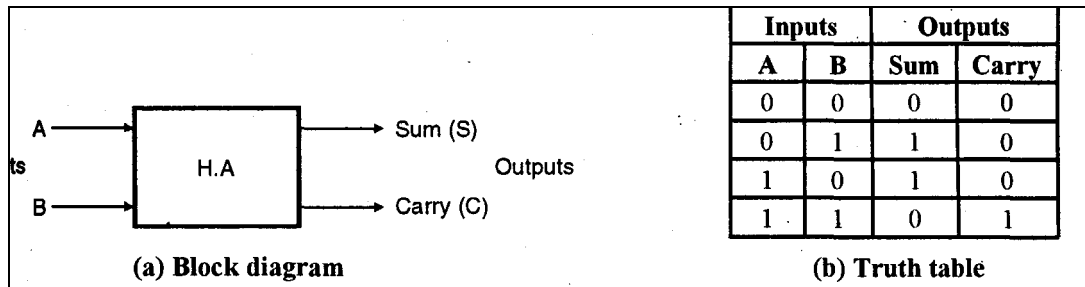 A
ts
B
H.A
Sum (S)
Outputs
Carry (C)
(a) Block diagram
Inputs Outputs
A B Sum Carry
0 0 0 0
0 1 1 0
1 0 1 0
1 1 0 1
(b) Truth table